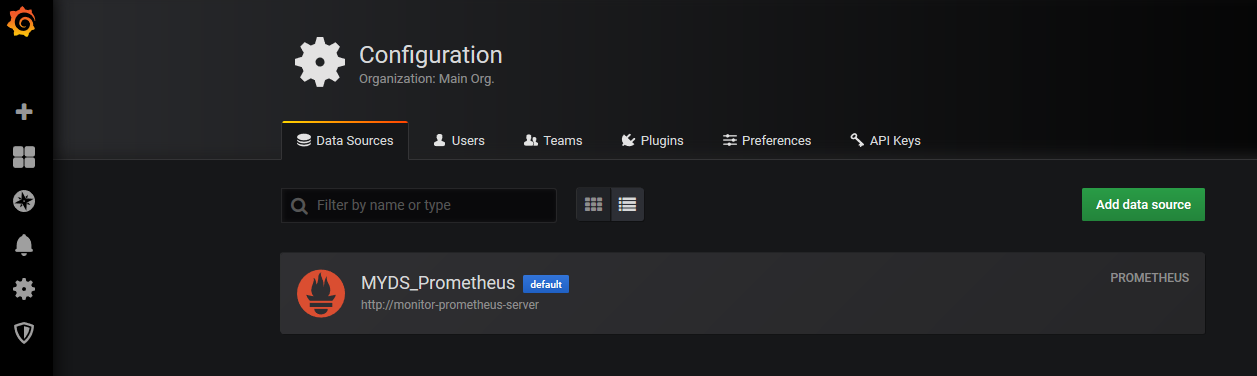 Configuration
Organization: Main Org.
Data Sources Users Teams Plugins Preferences API Keys
Filter by name or type Add data source
MYDS_Prometheus default PROMETHEUS
http://monitor-prometheus-server